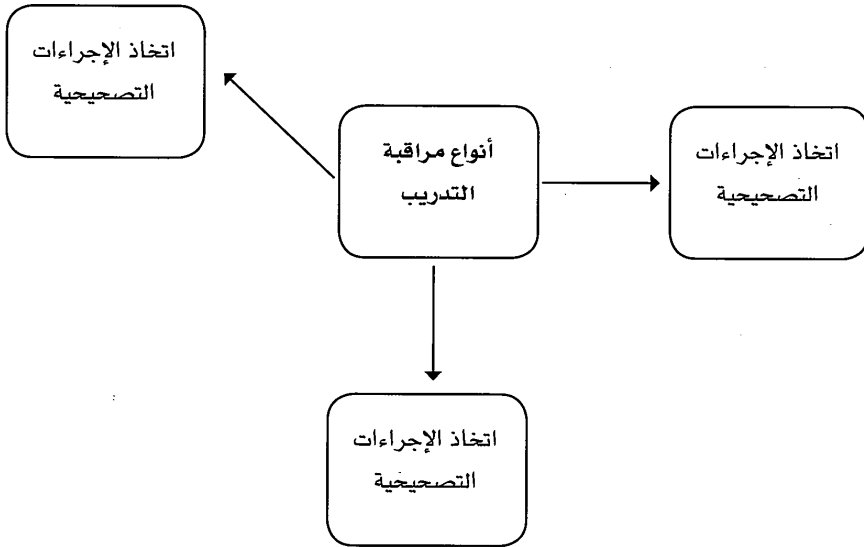 اتخاذ الإجراءات
التصحيحية
أنواع مراقبة
التدريب
اتخاذ الإجراءات
التصحيحية
اتخاذ الإجراءات
التصحيحية